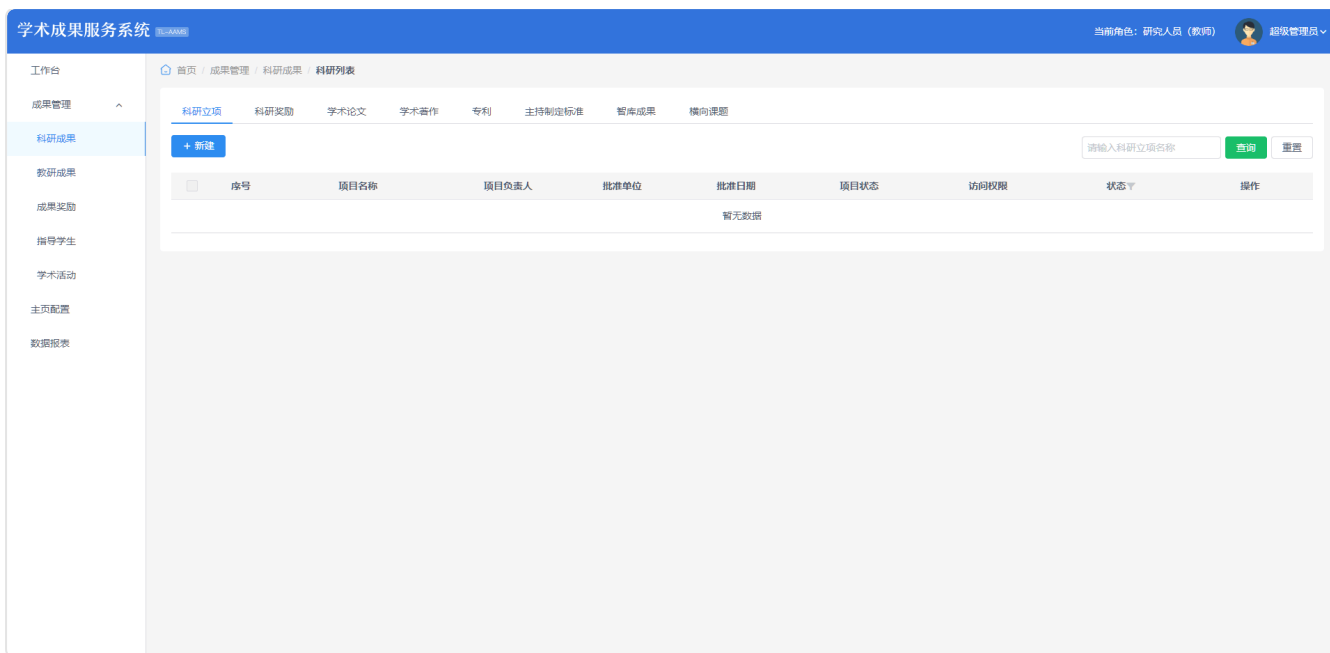 学术成果服务系统 TL-AAMS 当前角色：研究人员（教师） 超级管理员
工作台
成果管理
科研成果
教研成果
成果奖励
指导学生
学术活动
主页配置
数据报表
首页 / 成果管理 / 科研成果 / 科研列表
科研立项 科研奖励 学术论文 学术著作 专利 主持制定标准 智库成果 横向课题
+ 新建 请输入科研立项名称 查询 重置
序号 项目名称 项目负责人 批准单位 批准日期 项目状态 访问权限 状态 操作
暂无数据